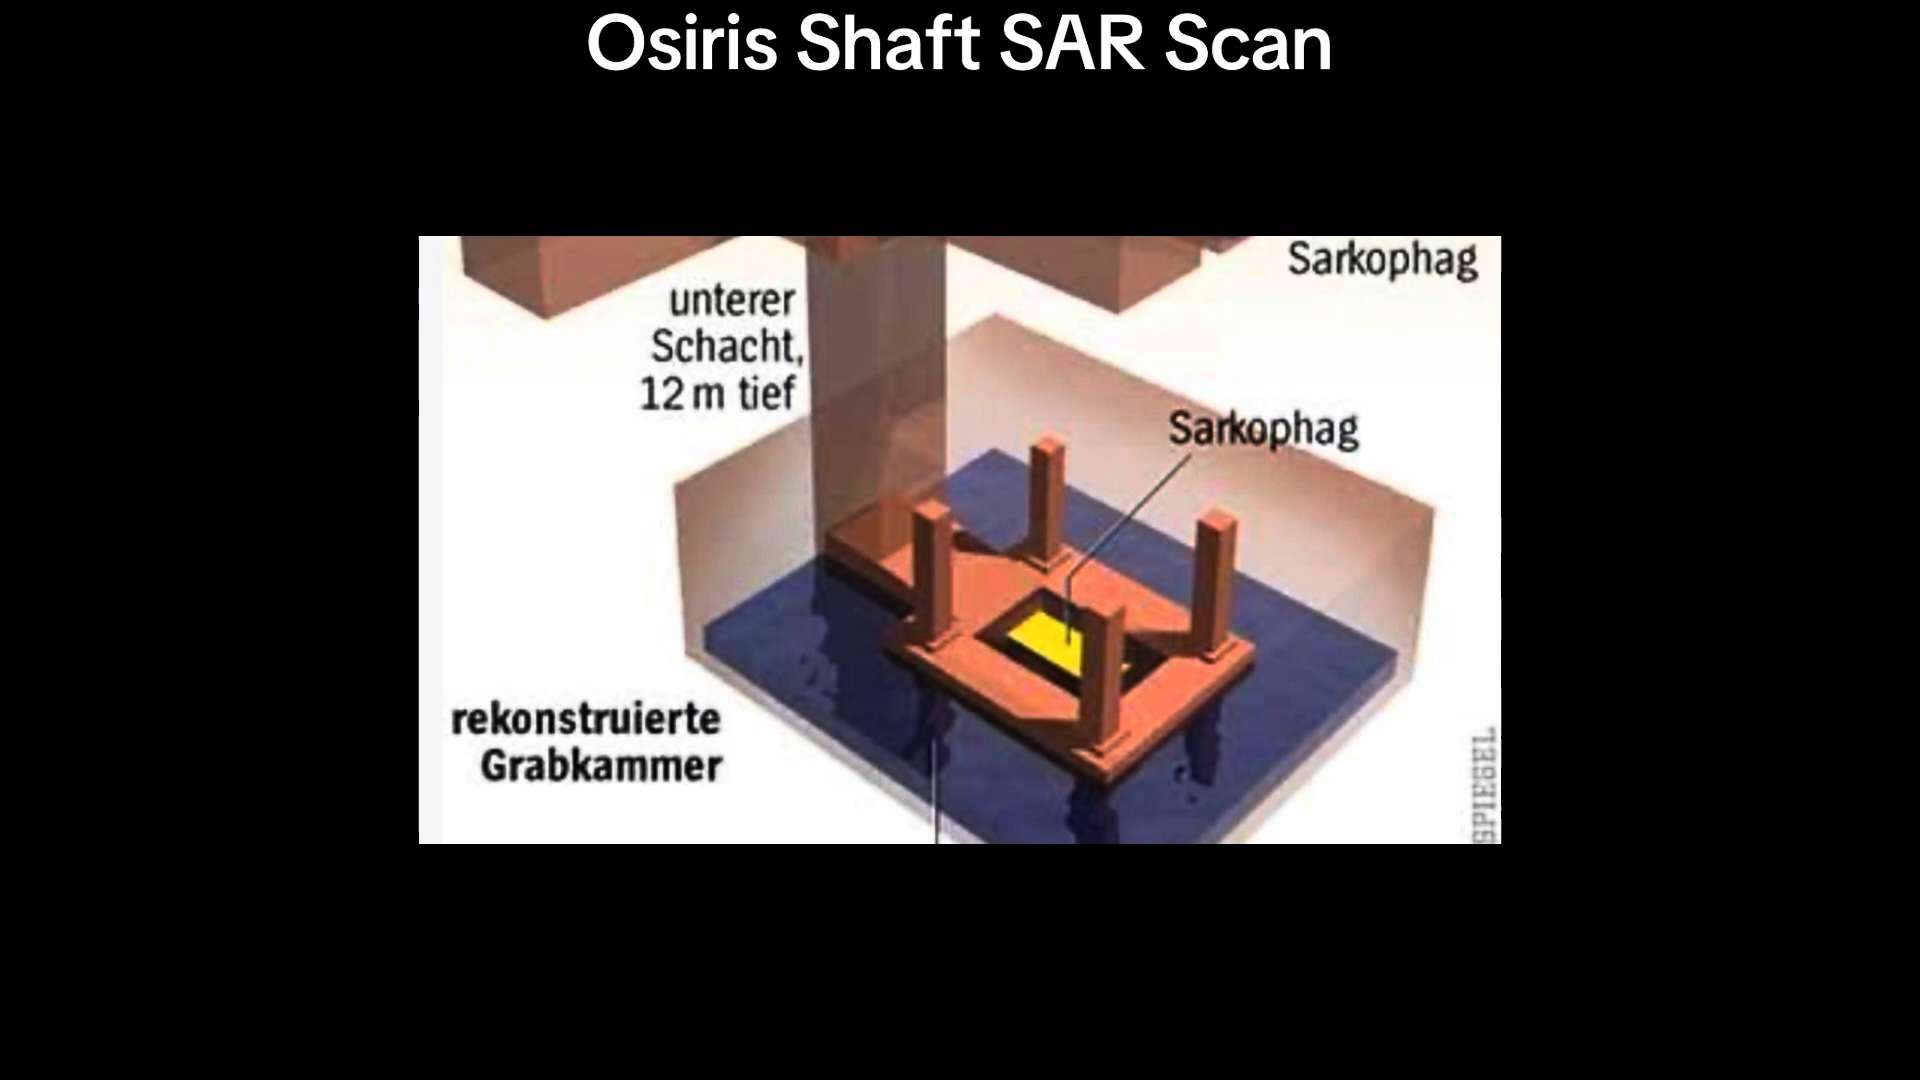 Osiris Shaft SAR Scan
Sarkophag
unterer
Schacht,
12 m tief
Sarkophag
rekonstruierte
Grabkammer
SPIEGEL